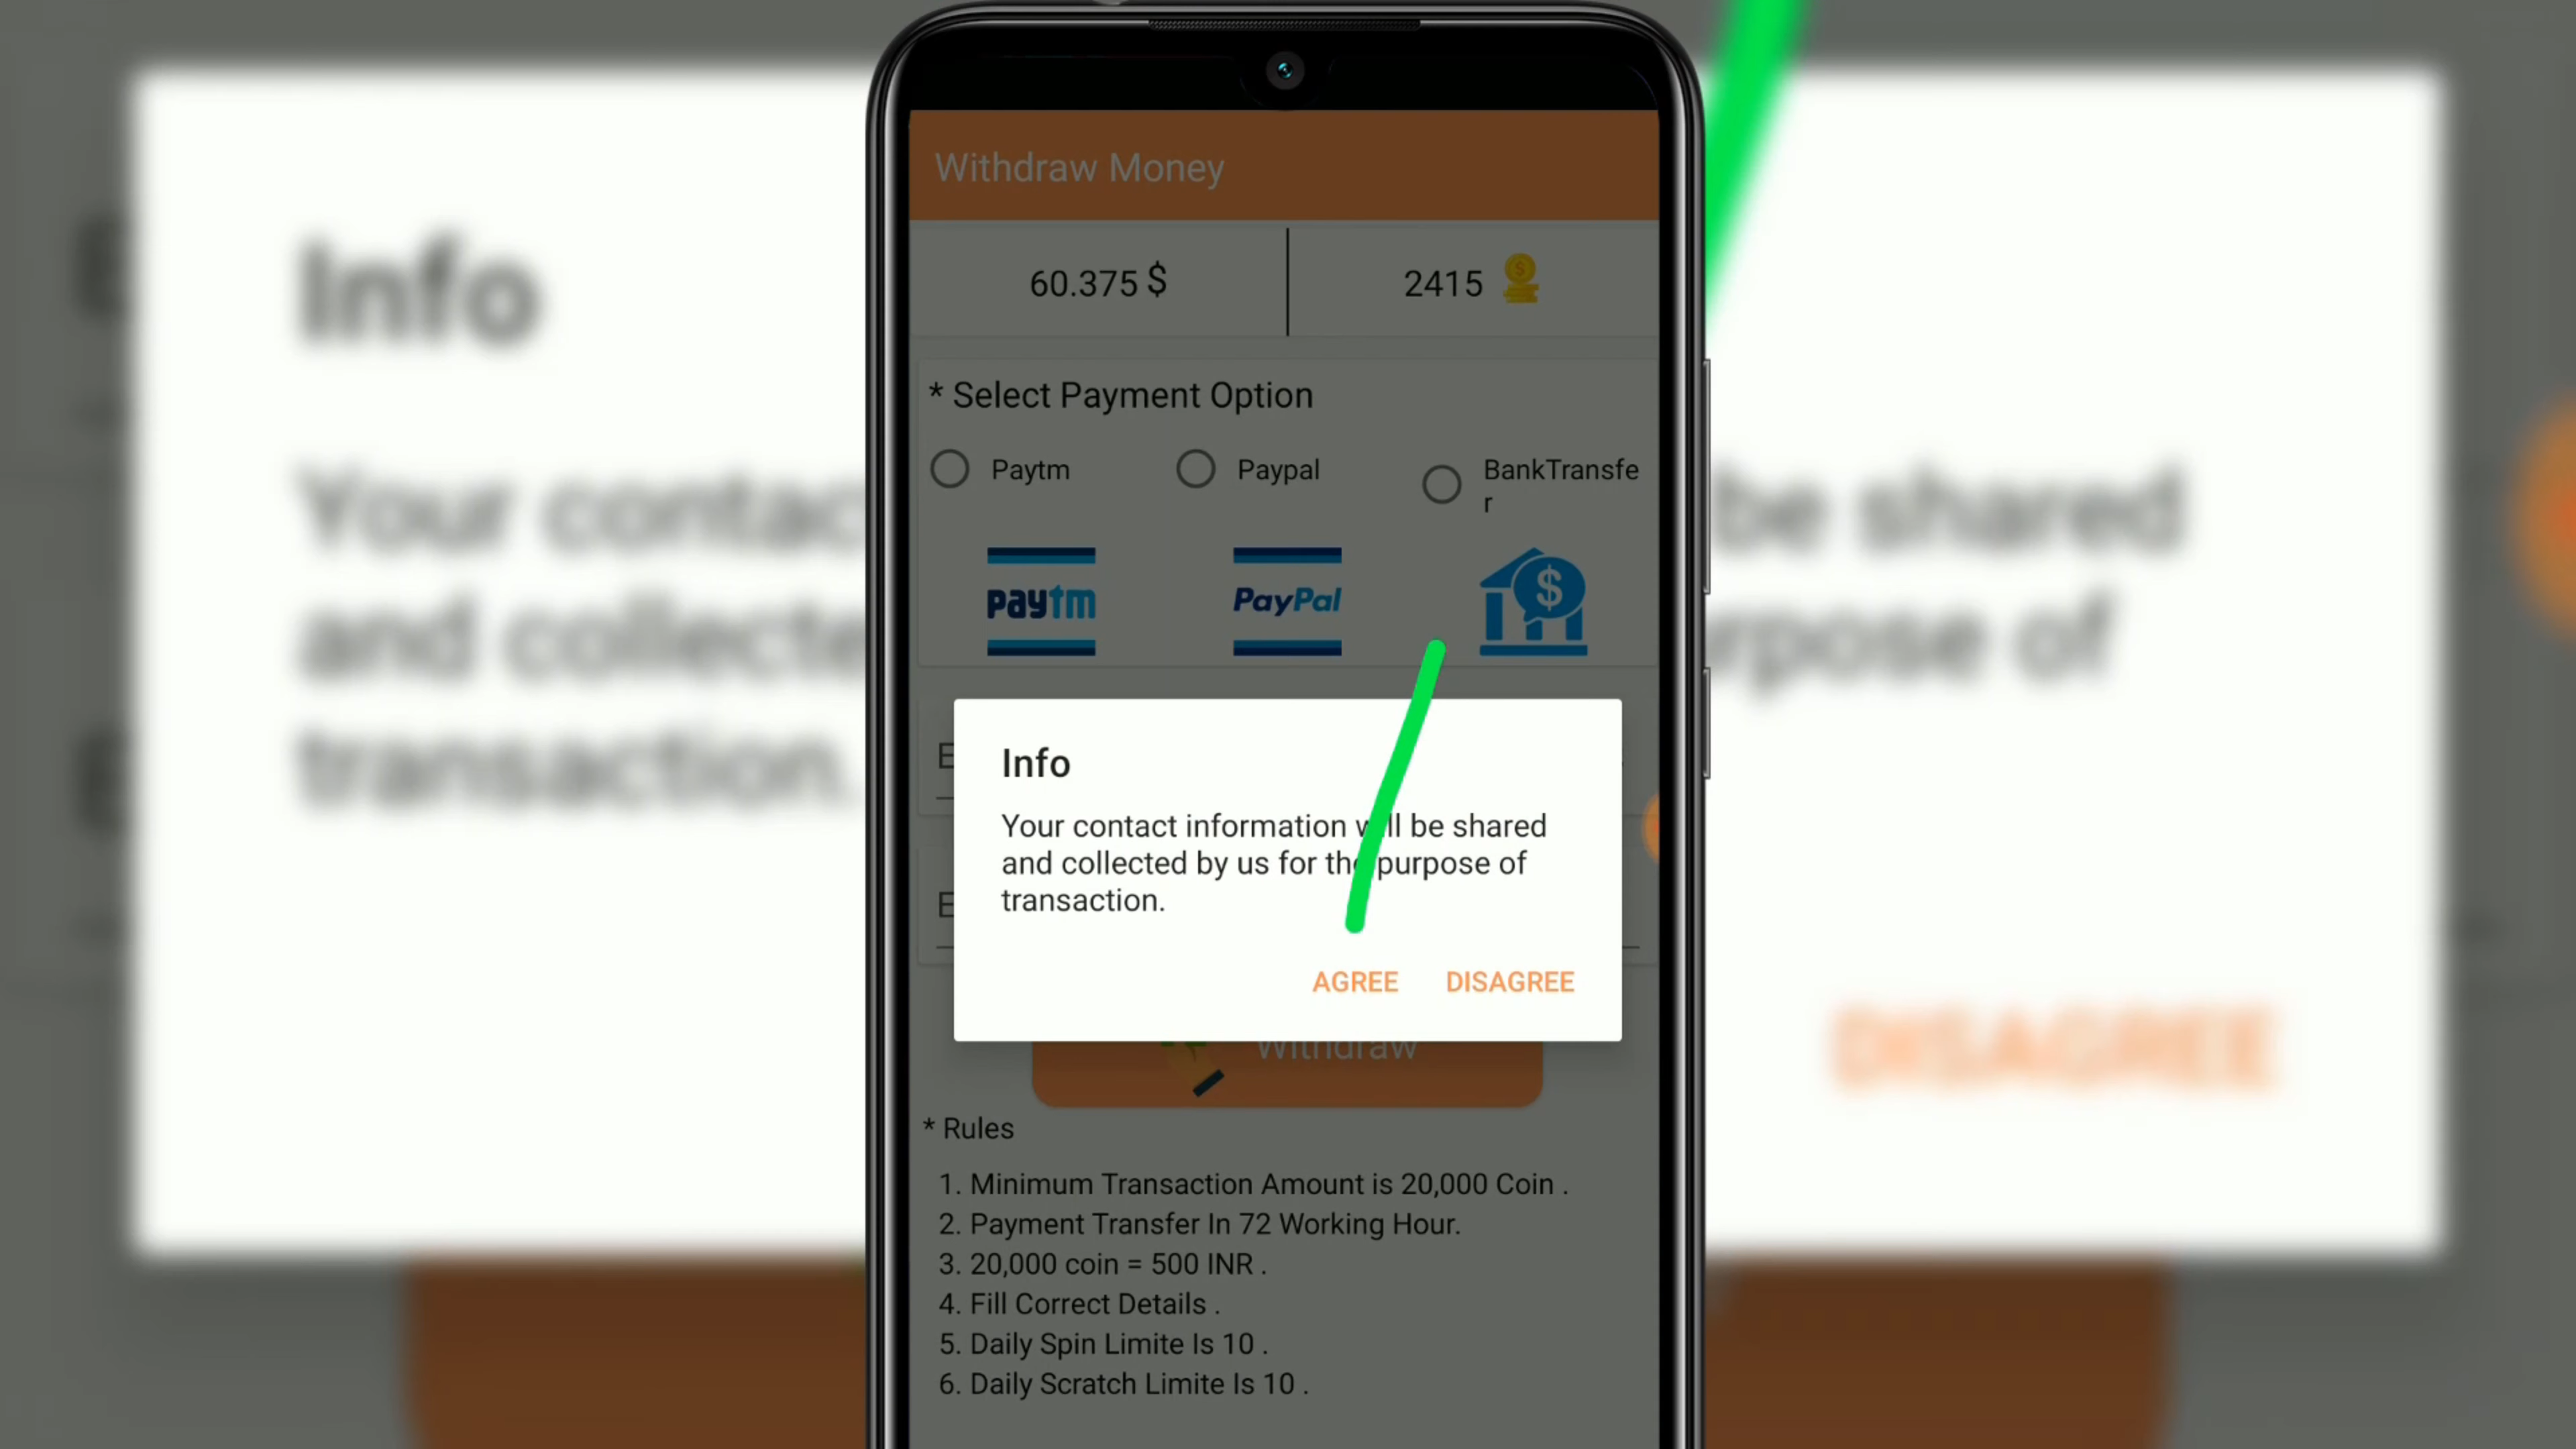 Withdraw Money
60.375 $
2415
* Select Payment Option
Paytm
Paypal
BankTransfe
r
paytm
PayPal
$
Info
Your contact information will be shared
and collected by us for the purpose of
transaction.
AGREE DISAGREE
Withdraw
* Rules
1. Minimum Transaction Amount is 20,000 Coin .
2. Payment Transfer In 72 Working Hour.
3. 20,000 coin = 500 INR .
4. Fill Correct Details .
5. Daily Spin Limite Is 10 .
6. Daily Scratch Limite Is 10 .
Info
Your contac
be shared
and collecte
rpose of
transaction.
DISAGREE